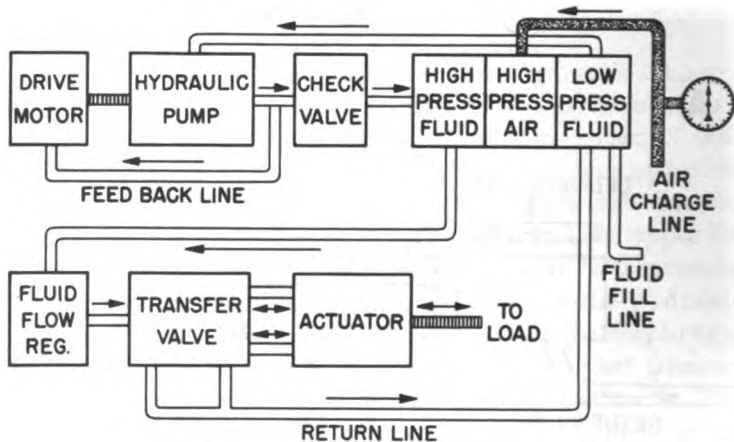 DRIVE
MOTOR
HYDRAULIC
PUMP
CHECK
VALVE
HIGH
PRESS
FLUID
HIGH
PRESS
AIR
LOW
PRESS
FLUID
FEED BACK LINE
AIR
CHARGE
LINE
FLUID
FILL
LINE
FLUID
FLOW
REG.
TRANSFER
VALVE
ACTUATOR
TO
LOAD
RETURN LINE